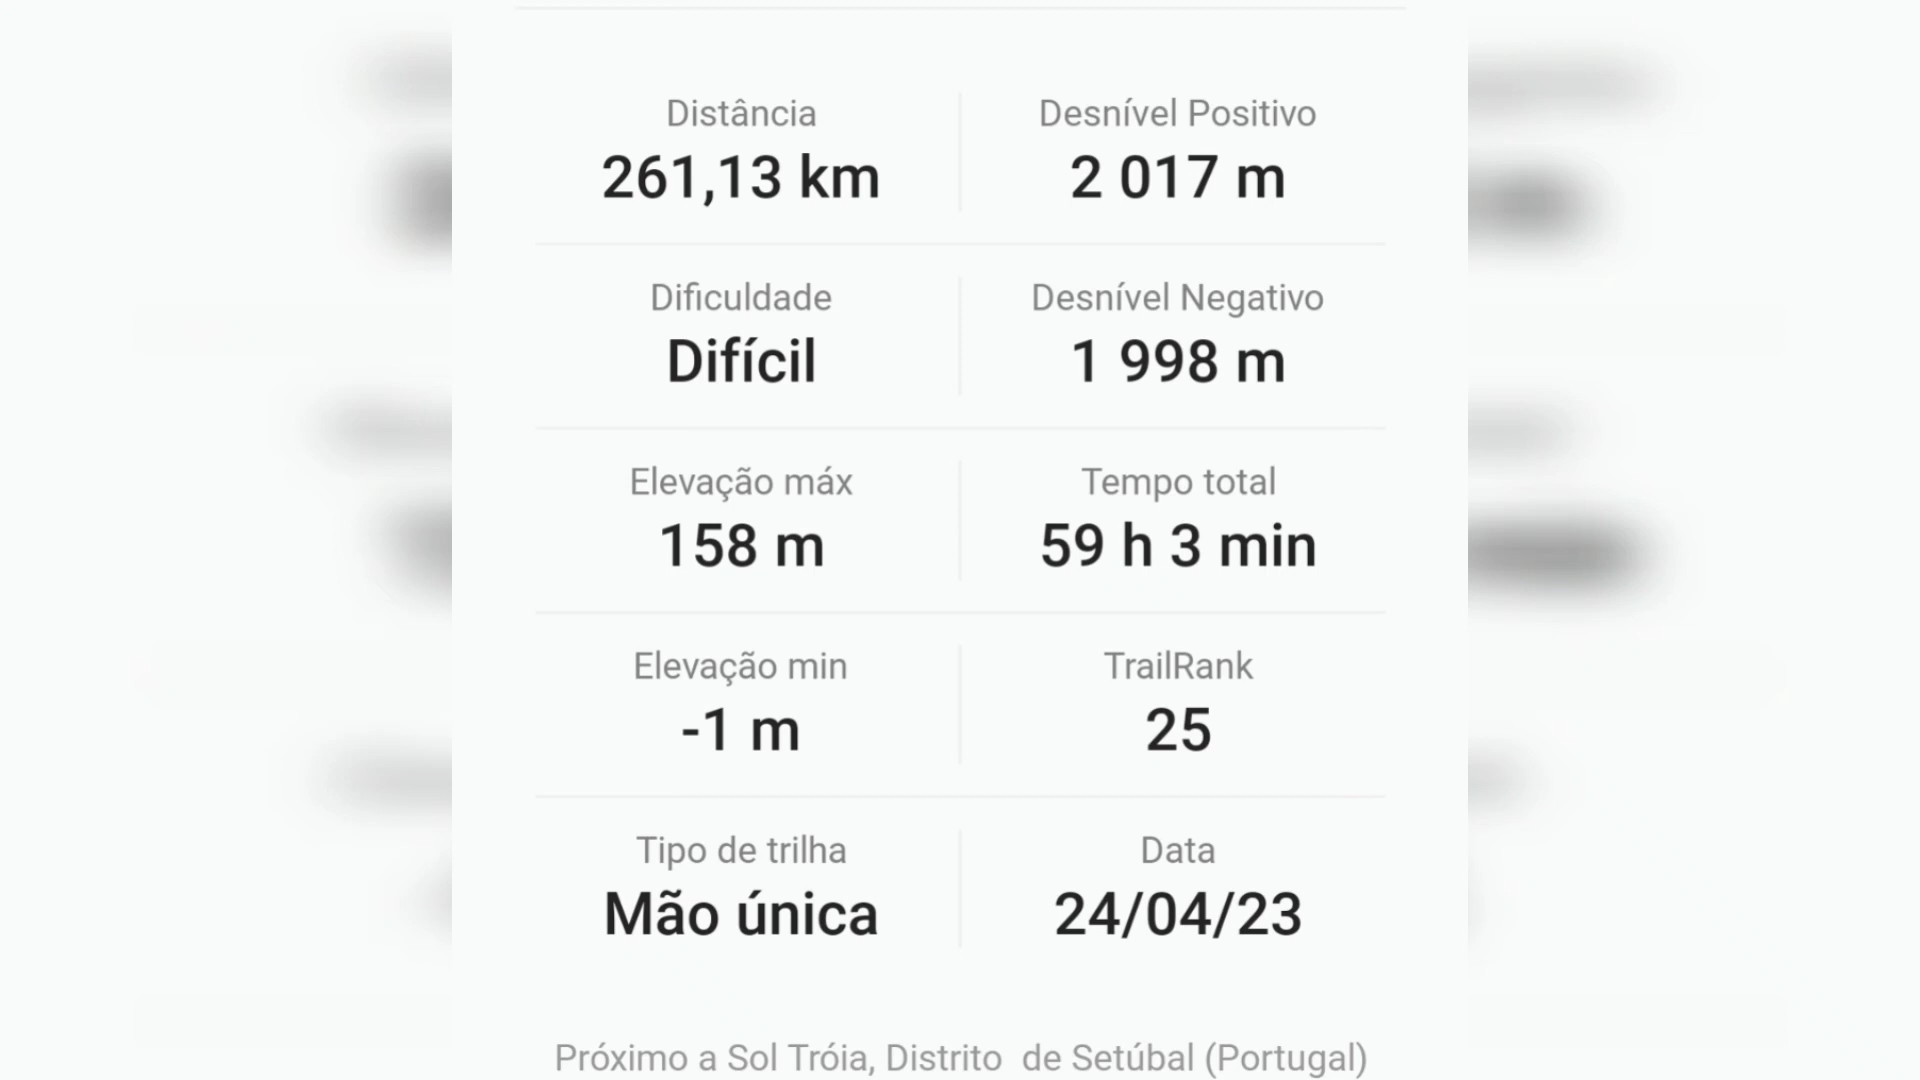 Distância
261,13 km
Desnível Positivo
2 017 m
Dificuldade
Difícil
Desnível Negativo
1 998 m
Elevação máx
158 m
Tempo total
59 h 3 min
Elevação min
-1 m
TrailRank
25
Tipo de trilha
Mão única
Data
24/04/23
Próximo a Sol Tróia, Distrito  de Setúbal (Portugal)